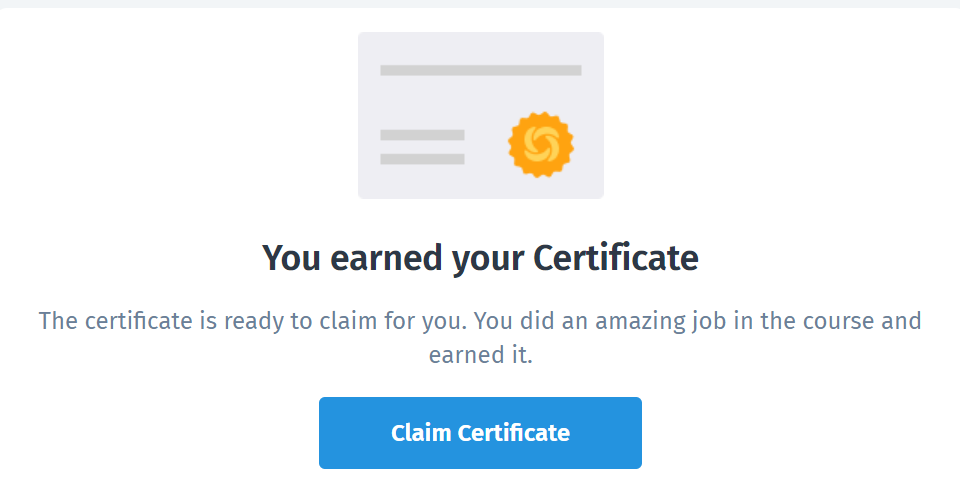 You earned your Certificate
The certificate is ready to claim for you. You did an amazing job in the course and
earned it.
Claim Certificate